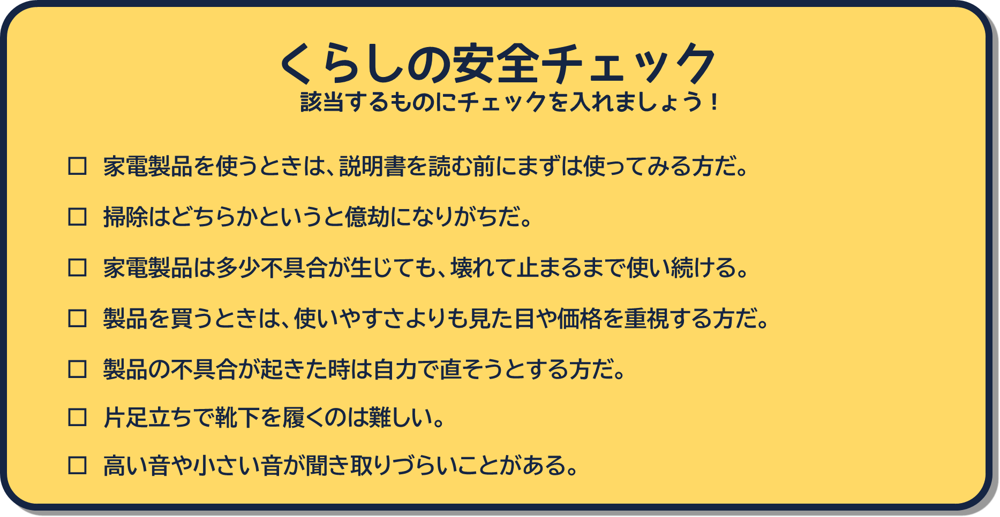 くらしの安全チェック
該当するものにチェックを入れましょう！
□ 家電製品を使うときは、説明書を読む前にまずは使ってみる方だ。
□ 掃除はどちらかというと億劫になりがちだ。
□ 家電製品は多少不具合が生じても、壊れて止まるまで使い続ける。
□ 製品を買うときは、使いやすさよりも見た目や価格を重視する方だ。
□ 製品の不具合が起きた時は自力で直そうとする方だ。
□ 片足立ちで靴下を履くのは難しい。
□ 高い音や小さい音が聞き取りづらいことがある。